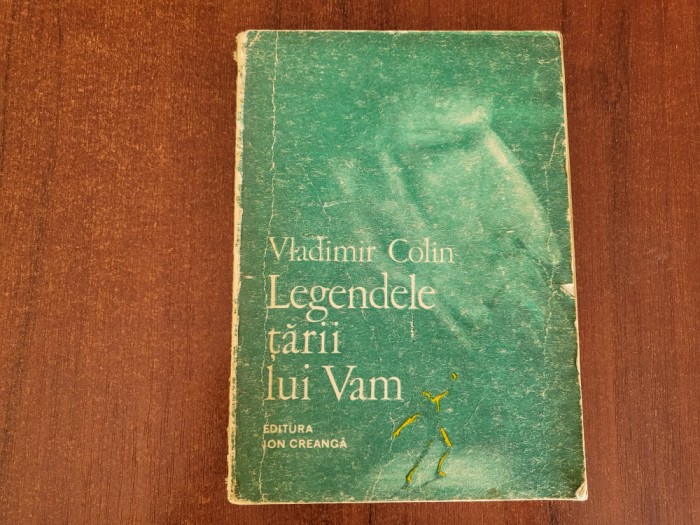 Vladimir Colin
Legendele
țării
lui Vam
EDITURA
ION CREANGĂ